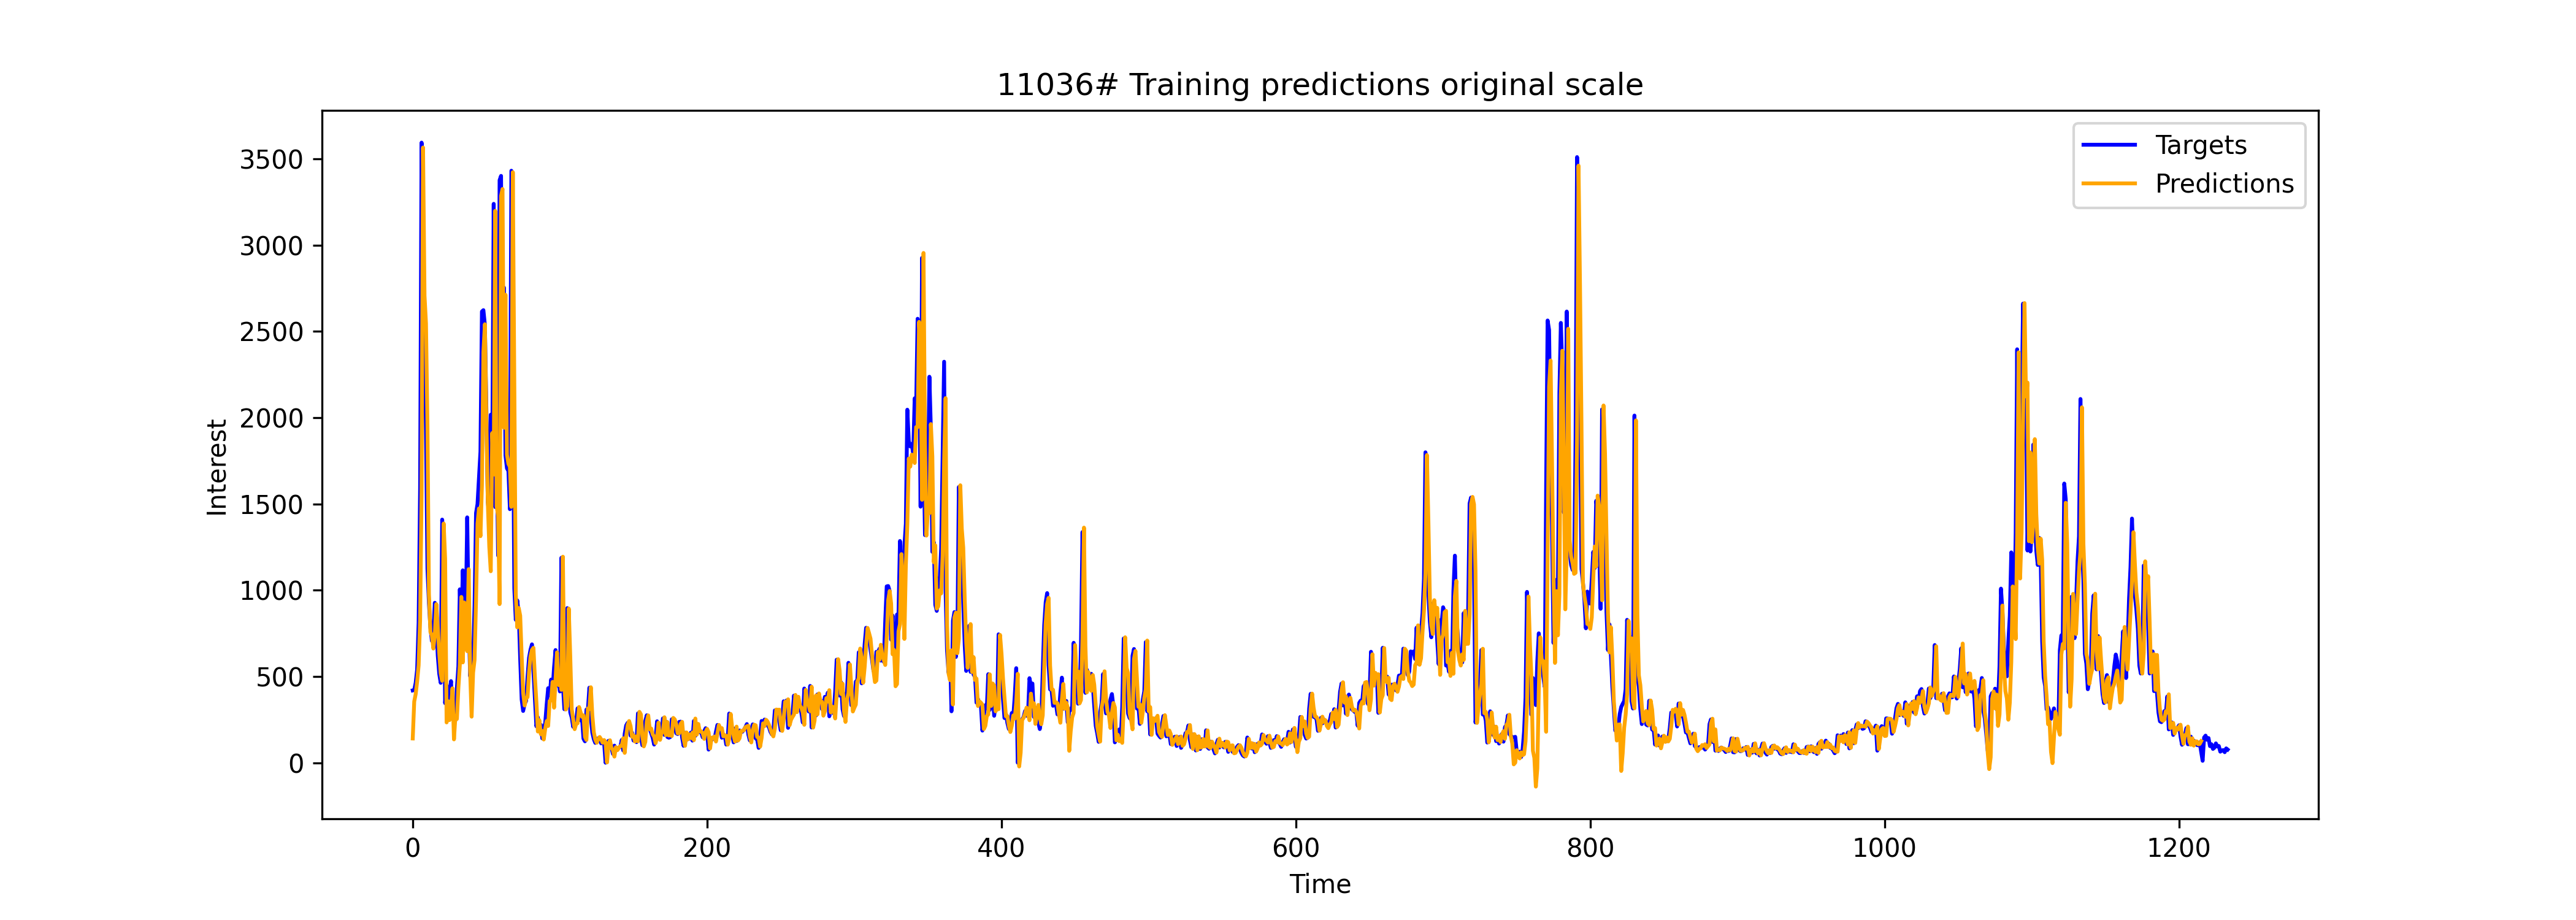 11036# Training predictions original scale
Targets
Predictions
3500
3000
2500
2000
1500
1000
500
0
Interest
0 200 400 600 800 1000 1200
Time